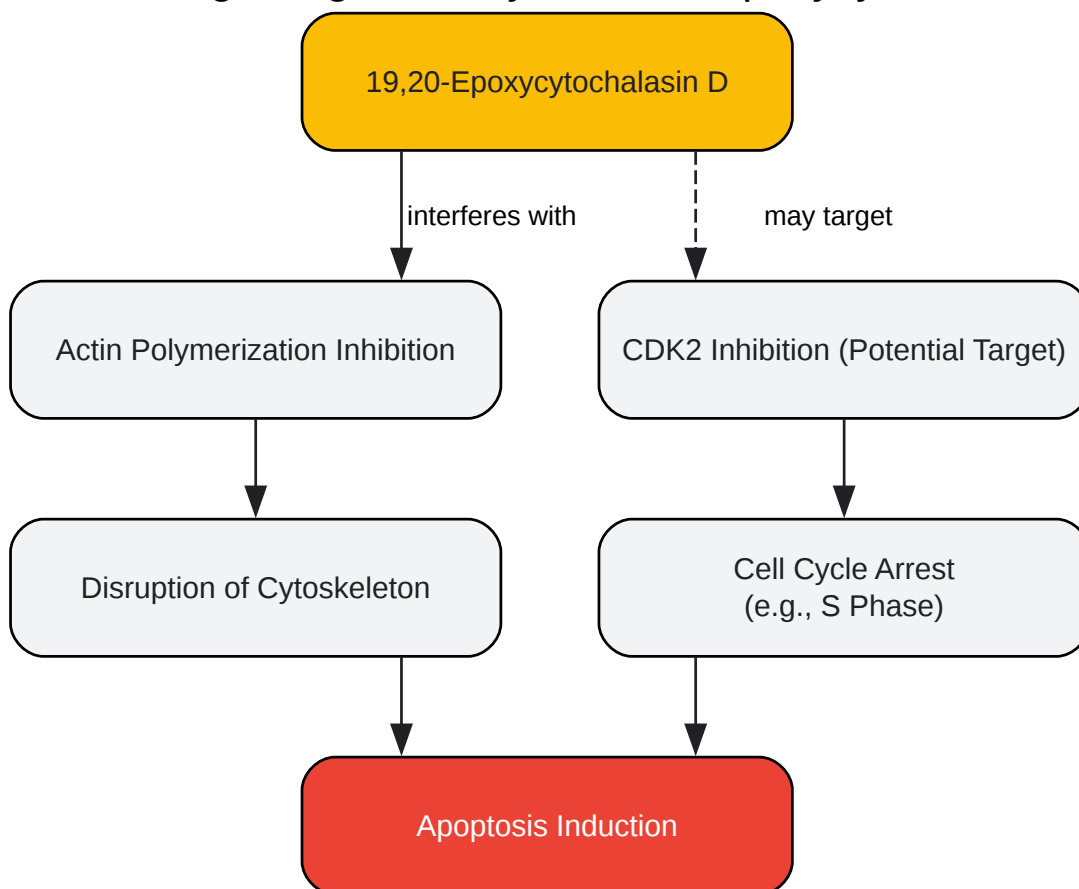 19,20-Epoxycytochalasin D
interferes with
may target
Actin Polymerization Inhibition
CDK2 Inhibition (Potential Target)
Disruption of Cytoskeleton
Cell Cycle Arrest
(e.g., S Phase)
Apoptosis Induction